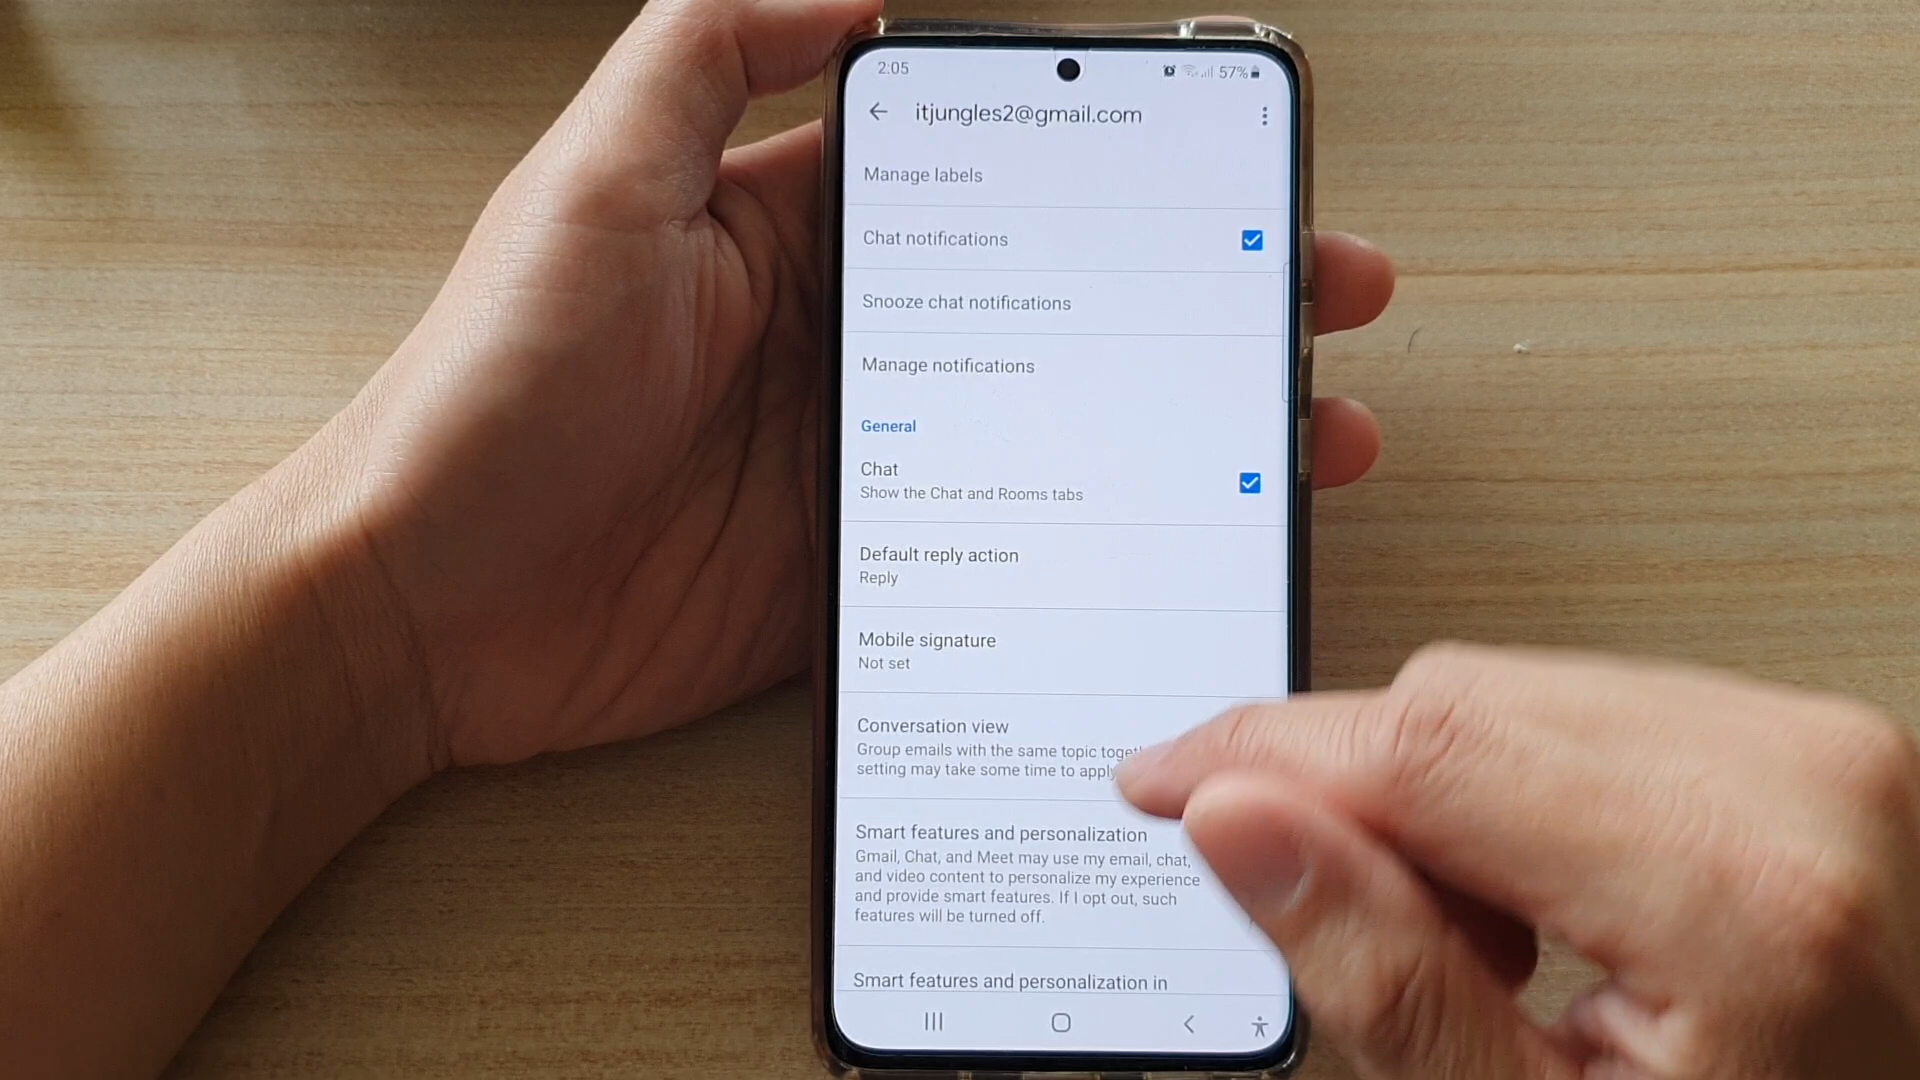 2:05
57%
itjungles2@gmail.com
Manage labels
Chat notifications
Snooze chat notifications
Manage notifications
General
Chat
Show the Chat and Rooms tabs
Default reply action
Reply
Mobile signature
Not set
Conversation view
Group emails with the same topic
setting may take some time to apply
Smart features and personalization
Gmail, Chat, and Meet may use my email, chat,
and video content to personalize my experience
and provide smart features. If I opt out, such
features will be turned off.
Smart features and personalization in